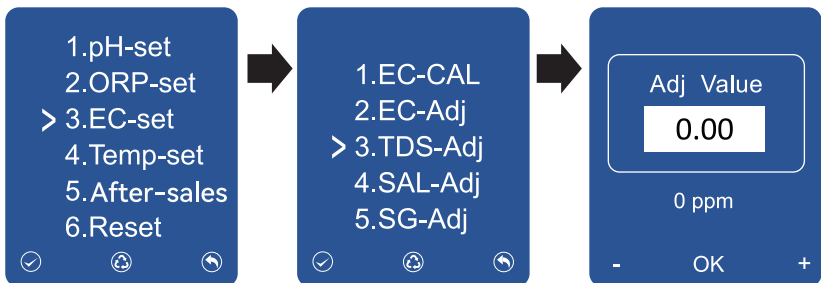 1.pH-set
2.ORP-set
> 3.EC-set
4.Temp-set
5.After-sales
6.Reset
1.EC-CAL
2.EC-Adj
> 3.TDS-Adj
4.SAL-Adj
5.SG-Adj
Adj Value
0.00
0 ppm
- OK +